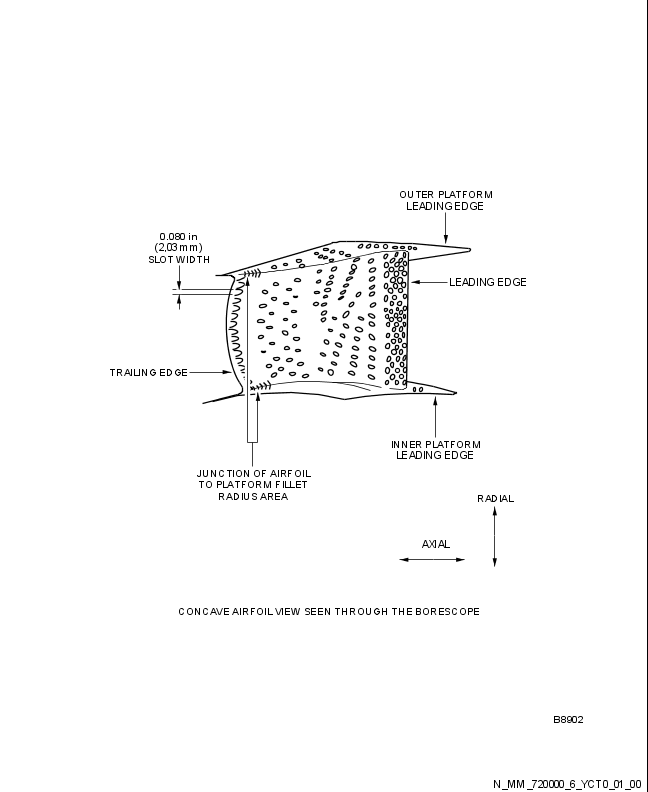 OUTER PLATFORM
LEADING EDGE
0.080 in
(2,03 mm)
SLOT WIDTH
LEADING EDGE
TRAILING EDGE
INNER PLATFORM
LEADING EDGE
JUNCTION OF AIRFOIL
TO PLATFORM FILLET
RADIUS AREA
RADIAL
AXIAL
CONCAVE AIRFOIL VIEW SEEN THROUGH THE BORESCOPE
B8902
N_MM_720000_6_YCT0_01_00